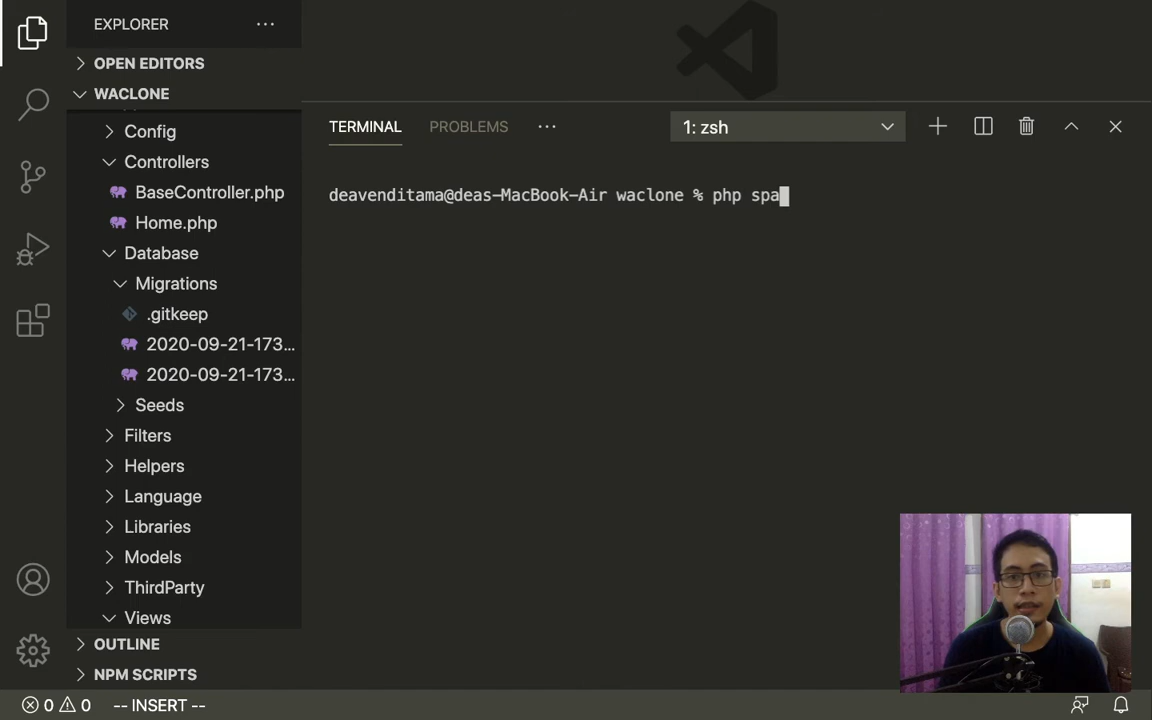 EXPLORER
OPEN EDITORS
WACLONE
Config
Controllers
BaseController.php
Home.php
Database
Migrations
.gitkeep
2020-09-21-173...
2020-09-21-173...
Seeds
Filters
Helpers
Language
Libraries
Models
ThirdParty
Views
OUTLINE
NPM SCRIPTS
TERMINAL PROBLEMS ... 1: zsh
deavenditama@deas-MacBook-Air waclone % php spa
0 0 -- INSERT --